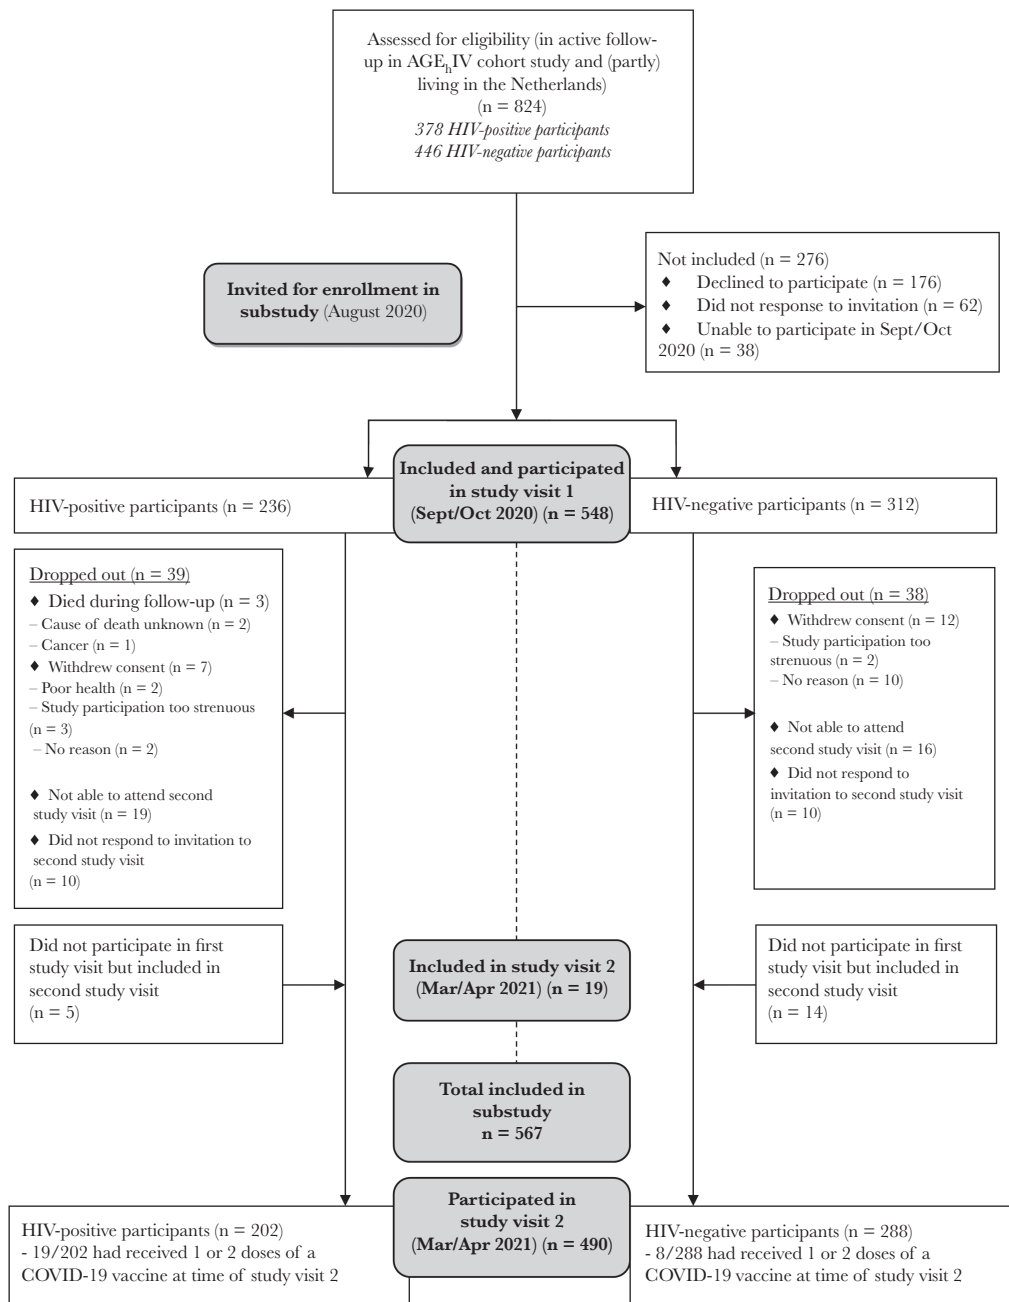 Assessed for eligibility (in active follow-
up in AGEhIV cohort study and (partly)
living in the Netherlands)
(n = 824)
378 HIV-positive participants
446 HIV-negative participants
Invited for enrollment in
substudy (August 2020)
Not included (n = 276)
♦ Declined to participate (n = 176)
♦ Did not response to invitation (n = 62)
♦ Unable to participate in Sept/Oct
2020 (n = 38)
Included and participated
in study visit 1
(Sept/Oct 2020) (n = 548)
HIV-positive participants (n = 236)
HIV-negative participants (n = 312)
Dropped out (n = 39)
♦ Died during follow-up (n = 3)
– Cause of death unknown (n = 2)
– Cancer (n = 1)
♦ Withdrew consent (n = 7)
– Poor health (n = 2)
– Study participation too strenuous
(n = 3)
– No reason (n = 2)
♦ Not able to attend second
study visit (n = 19)
♦ Did not respond to invitation to
second study visit
(n = 10)
Dropped out (n = 38)
♦ Withdrew consent (n = 12)
– Study participation too
strenuous (n = 2)
– No reason (n = 10)
♦ Not able to attend
second study visit (n = 16)
♦ Did not respond to
invitation to second study visit
(n = 10)
Did not participate in first
study visit but included in
second study visit
(n = 5)
Included in study visit 2
(Mar/Apr 2021) (n = 19)
Did not participate in first
study visit but included in
second study visit
(n = 14)
Total included in
substudy
n = 567
Participated in
study visit 2
(Mar/Apr 2021) (n = 490)
HIV-positive participants (n = 202)
- 19/202 had received 1 or 2 doses of a
COVID-19 vaccine at time of study visit 2
HIV-negative participants (n = 288)
- 8/288 had received 1 or 2 doses of a
COVID-19 vaccine at time of study visit 2